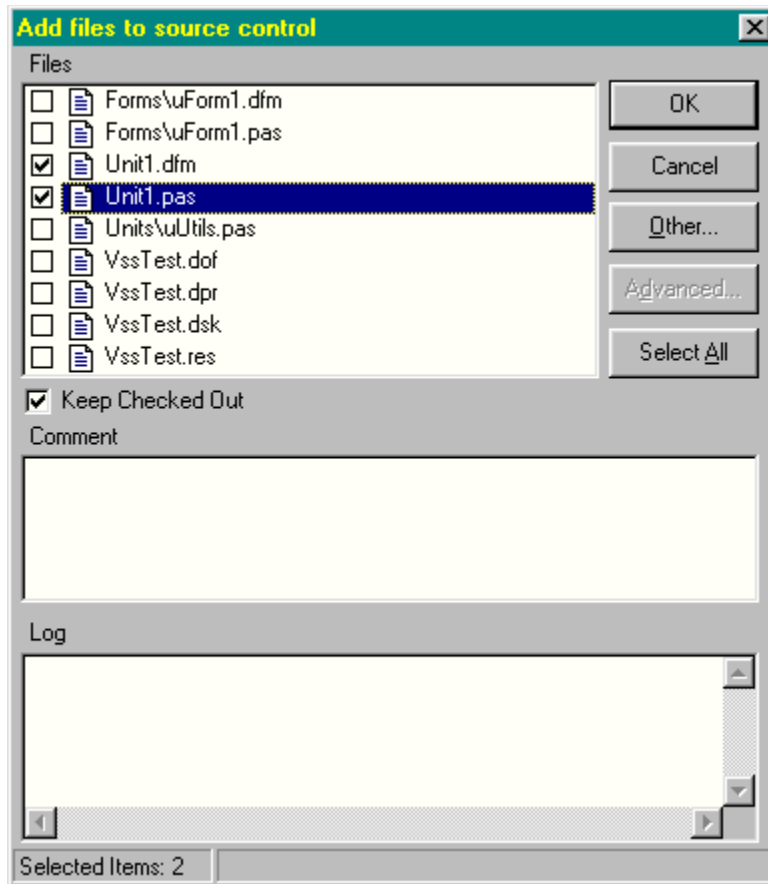 Add files to source control
Files
Forms\uForm1.dfm
Forms\uForm1.pas
Unit1.dfm
Unit1.pas
Units\uUtils.pas
VssTest.dof
VssTest.dpr
VssTest.dsk
VssTest.res
OK
Cancel
Other...
Advanced...
Select All
Keep Checked Out
Comment
Log
Selected Items: 2